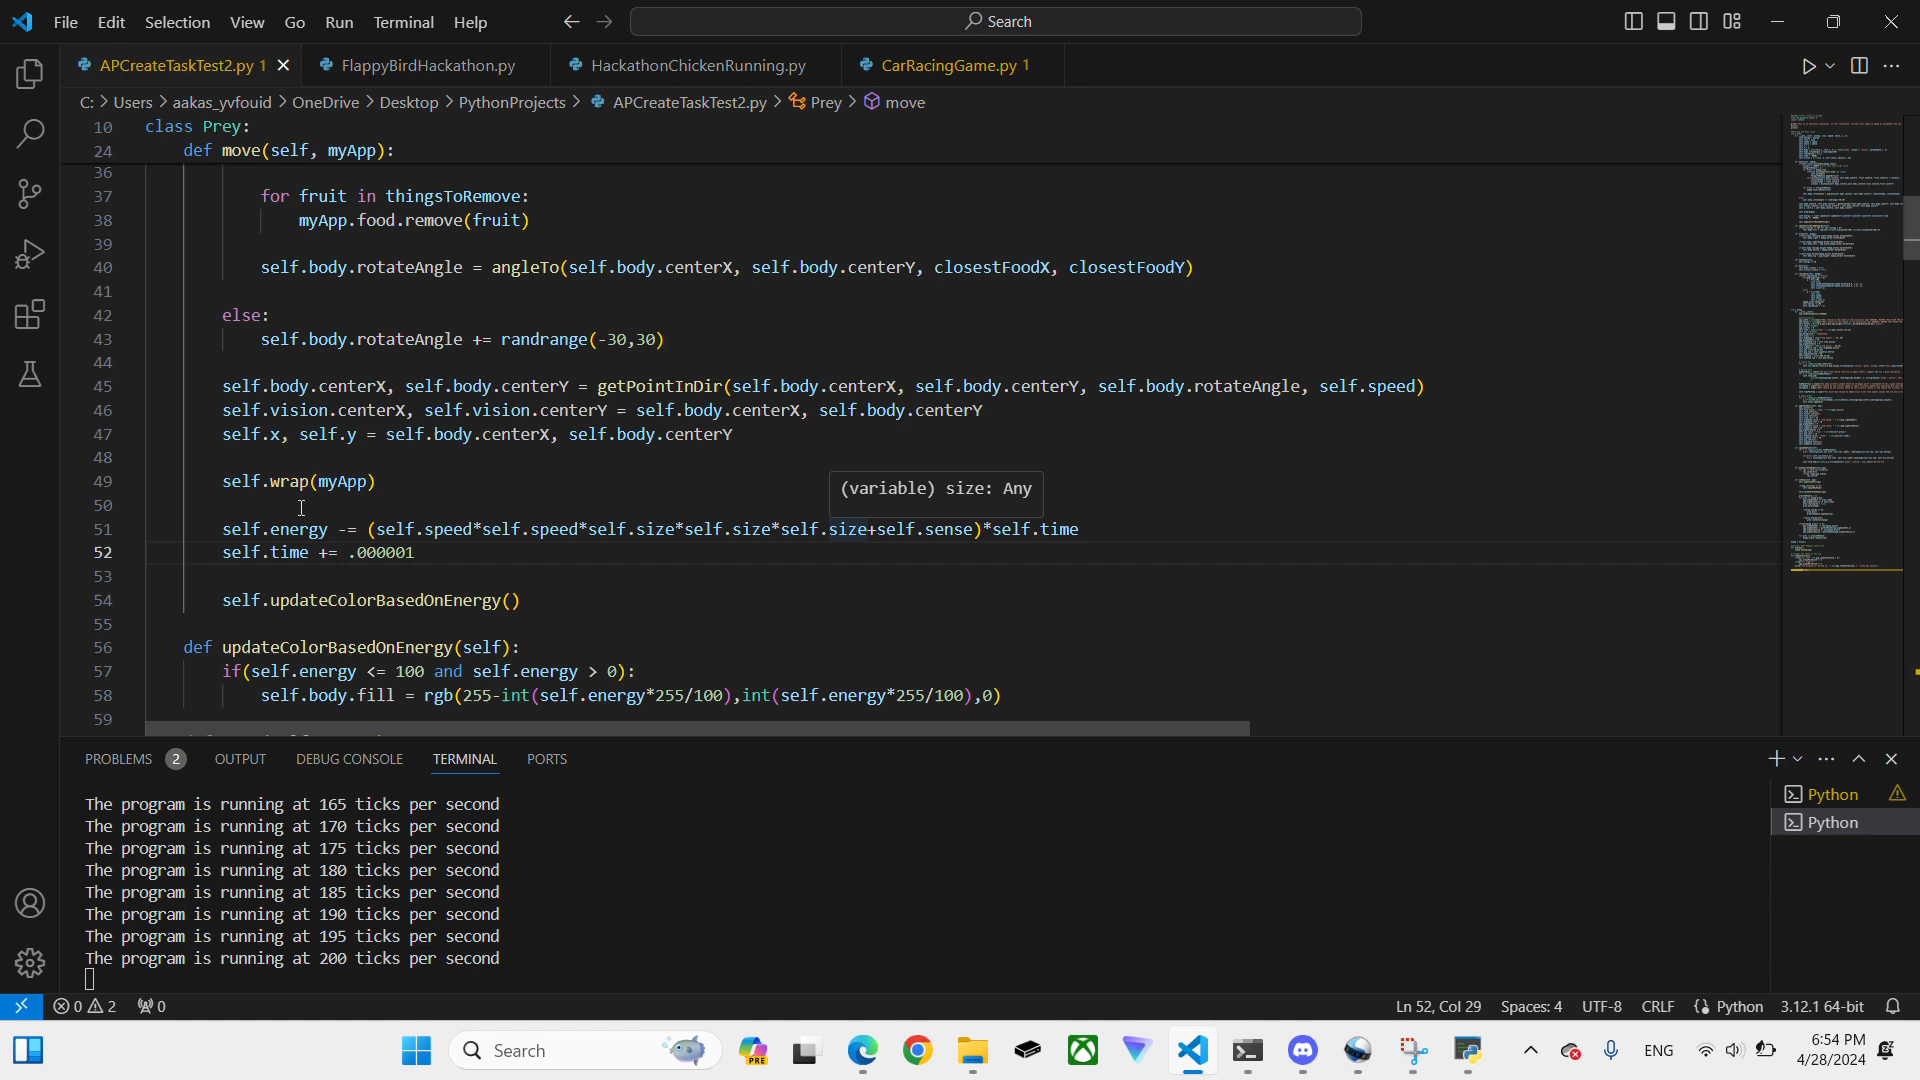 File Edit Selection View Go Run Terminal Help Search
APCreateTaskTest2.py 1 FlappyBirdHackathon.py HackathonChickenRunning.py CarRacingGame.py 1
C: > Users > aakas_yvfouid > OneDrive > Desktop > PythonProjects > APCreateTaskTest2.py > Prey > move
10 class Prey:
24 def move(self, myApp):
36
37 for fruit in thingsToRemove:
38 myApp.food.remove(fruit)
39
40 self.body.rotateAngle = angleTo(self.body.centerX, self.body.centerY, closestFoodX, closestFoodY)
41
42 else:
43 self.body.rotateAngle += randrange(-30,30)
44
45 self.body.centerX, self.body.centerY = getPointInDir(self.body.centerX, self.body.centerY, self.body.rotateAngle, self.speed)
46 self.vision.centerX, self.vision.centerY = self.body.centerX, self.body.centerY
47 self.x, self.y = self.body.centerX, self.body.centerY
48
49 self.wrap(myApp)
(variable) size: Any
50
51 self.energy -= (self.speed*self.speed*self.size*self.size*self.size+self.sense)*self.time
52 self.time += .000001
53
54 self.updateColorBasedOnEnergy()
55
56 def updateColorBasedOnEnergy(self):
57 if(self.energy <= 100 and self.energy > 0):
58 self.body.fill = rgb(255-int(self.energy*255/100),int(self.energy*255/100),0)
59
PROBLEMS 2 OUTPUT DEBUG CONSOLE TERMINAL PORTS
The program is running at 165 ticks per second
The program is running at 170 ticks per second
The program is running at 175 ticks per second
The program is running at 180 ticks per second
The program is running at 185 ticks per second
The program is running at 190 ticks per second
The program is running at 195 ticks per second
The program is running at 200 ticks per second
Python
Python
0 2 0 Ln 52, Col 29 Spaces: 4 UTF-8 CRLF Python 3.12.1 64-bit
Search PRE ENG 6:54 PM
4/28/2024